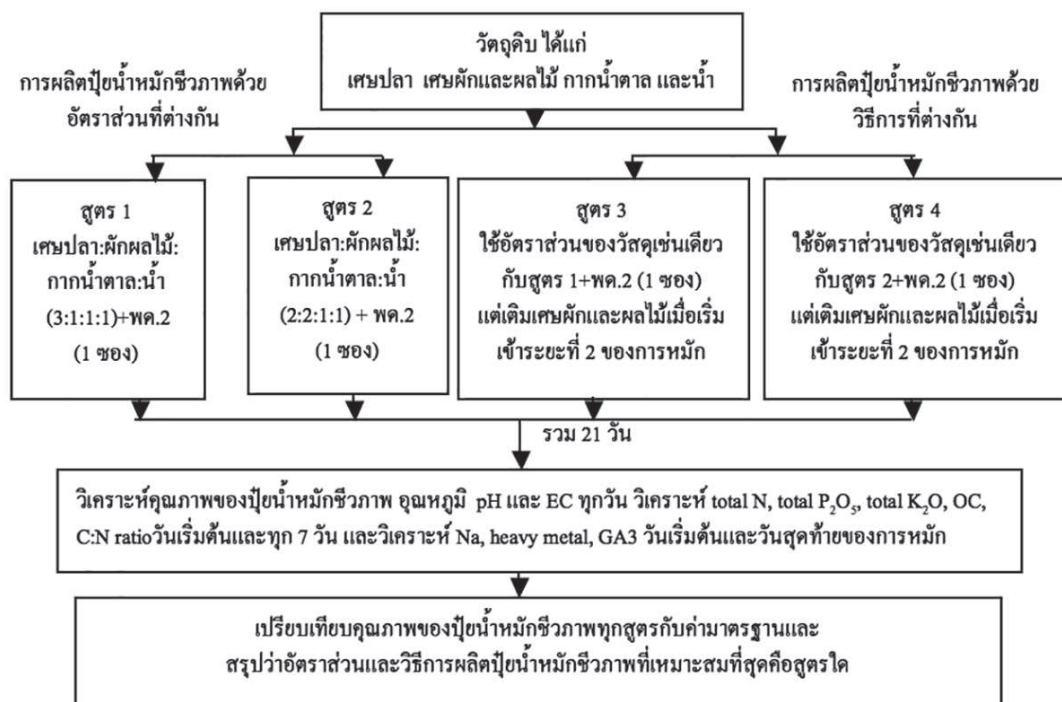 วัตถุดิบ ได้แก่
เศษปลา เศษผักและผลไม้ กากน้ำตาล และน้ำ
การผลิตปุ๋ยน้ำหมักชีวภาพด้วย
อัตราส่วนที่ต่างกัน
การผลิตปุ๋ยน้ำหมักชีวภาพด้วย
วิธีการที่ต่างกัน
สูตร 1
เศษปลา:ผักผลไม้:
กากน้ำตาล:น้ำ
(3:1:1:1)+พด.2
(1 ซอง)
สูตร 2
เศษปลา:ผักผลไม้:
กากน้ำตาล:น้ำ
(2:2:1:1) + พด.2
(1 ซอง)
สูตร 3
ใช้อัตราส่วนของวัสดุเช่นเดียว
กับสูตร 1+พด.2 (1 ซอง)
แต่เติมเศษผักและผลไม้เมื่อเริ่ม
เข้าระยะที่ 2 ของการหมัก
สูตร 4
ใช้อัตราส่วนของวัสดุเช่นเดียว
กับสูตร 2+พด.2 (1 ซอง)
แต่เติมเศษผักและผลไม้เมื่อเริ่ม
เข้าระยะที่ 2 ของการหมัก
รวม 21 วัน
วิเคราะห์คุณภาพของปุ๋ยน้ำหมักชีวภาพ อุณหภูมิ pH และ EC ทุกวัน วิเคราะห์ total N, total P₂O₅, total K₂O, OC,
C:N ratioวันเริ่มต้นและทุก 7 วัน และวิเคราะห์ Na, heavy metal, GA3 วันเริ่มต้นและวันสุดท้ายของการหมัก
เปรียบเทียบคุณภาพของปุ๋ยน้ำหมักชีวภาพทุกสูตรกับค่ามาตรฐานและ
สรุปว่าอัตราส่วนและวิธีการผลิตปุ๋ยน้ำหมักชีวภาพที่เหมาะสมที่สุดคือสูตรใด